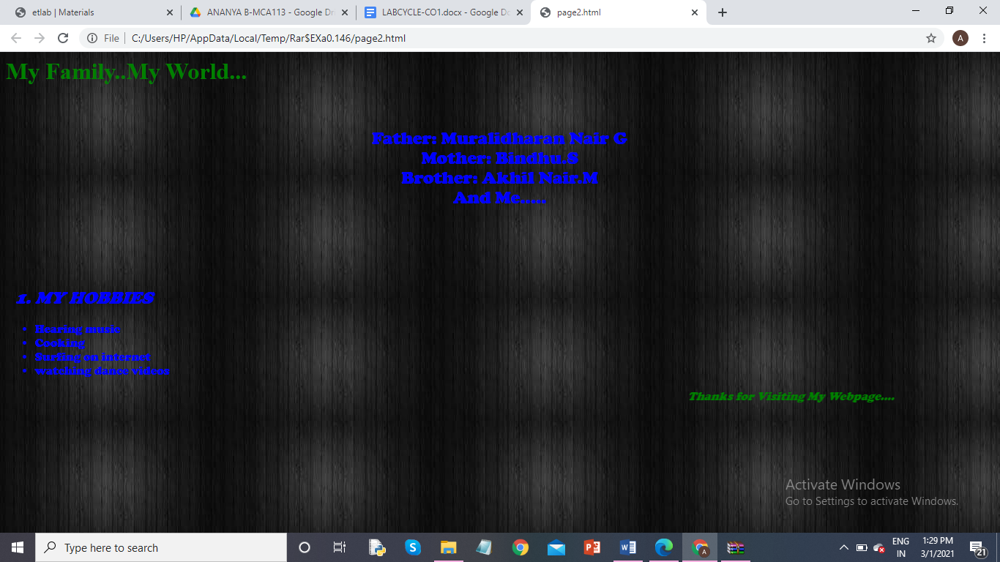 etlab | Materials
ANANYA B-MCA113 - Google Dr
LABCYCLE-CO1.docx - Google Do
page2.html
File
C:/Users/HP/AppData/Local/Temp/Rar$EXa0.146/page2.html
A
My Family..My World...
Father: Muralidharan Nair G
Mother: Bindhu.S
Brother: Akhil Nair.M
And Me.....
1. MY HOBBIES
• Hearing music
• Cooking
• Surfing on internet
• watching dance videos
Thanks for Visiting My Webpage....
Activate Windows
Go to Settings to activate Windows.
Type here to search
A
ENG
IN
1:29 PM
3/1/2021
21